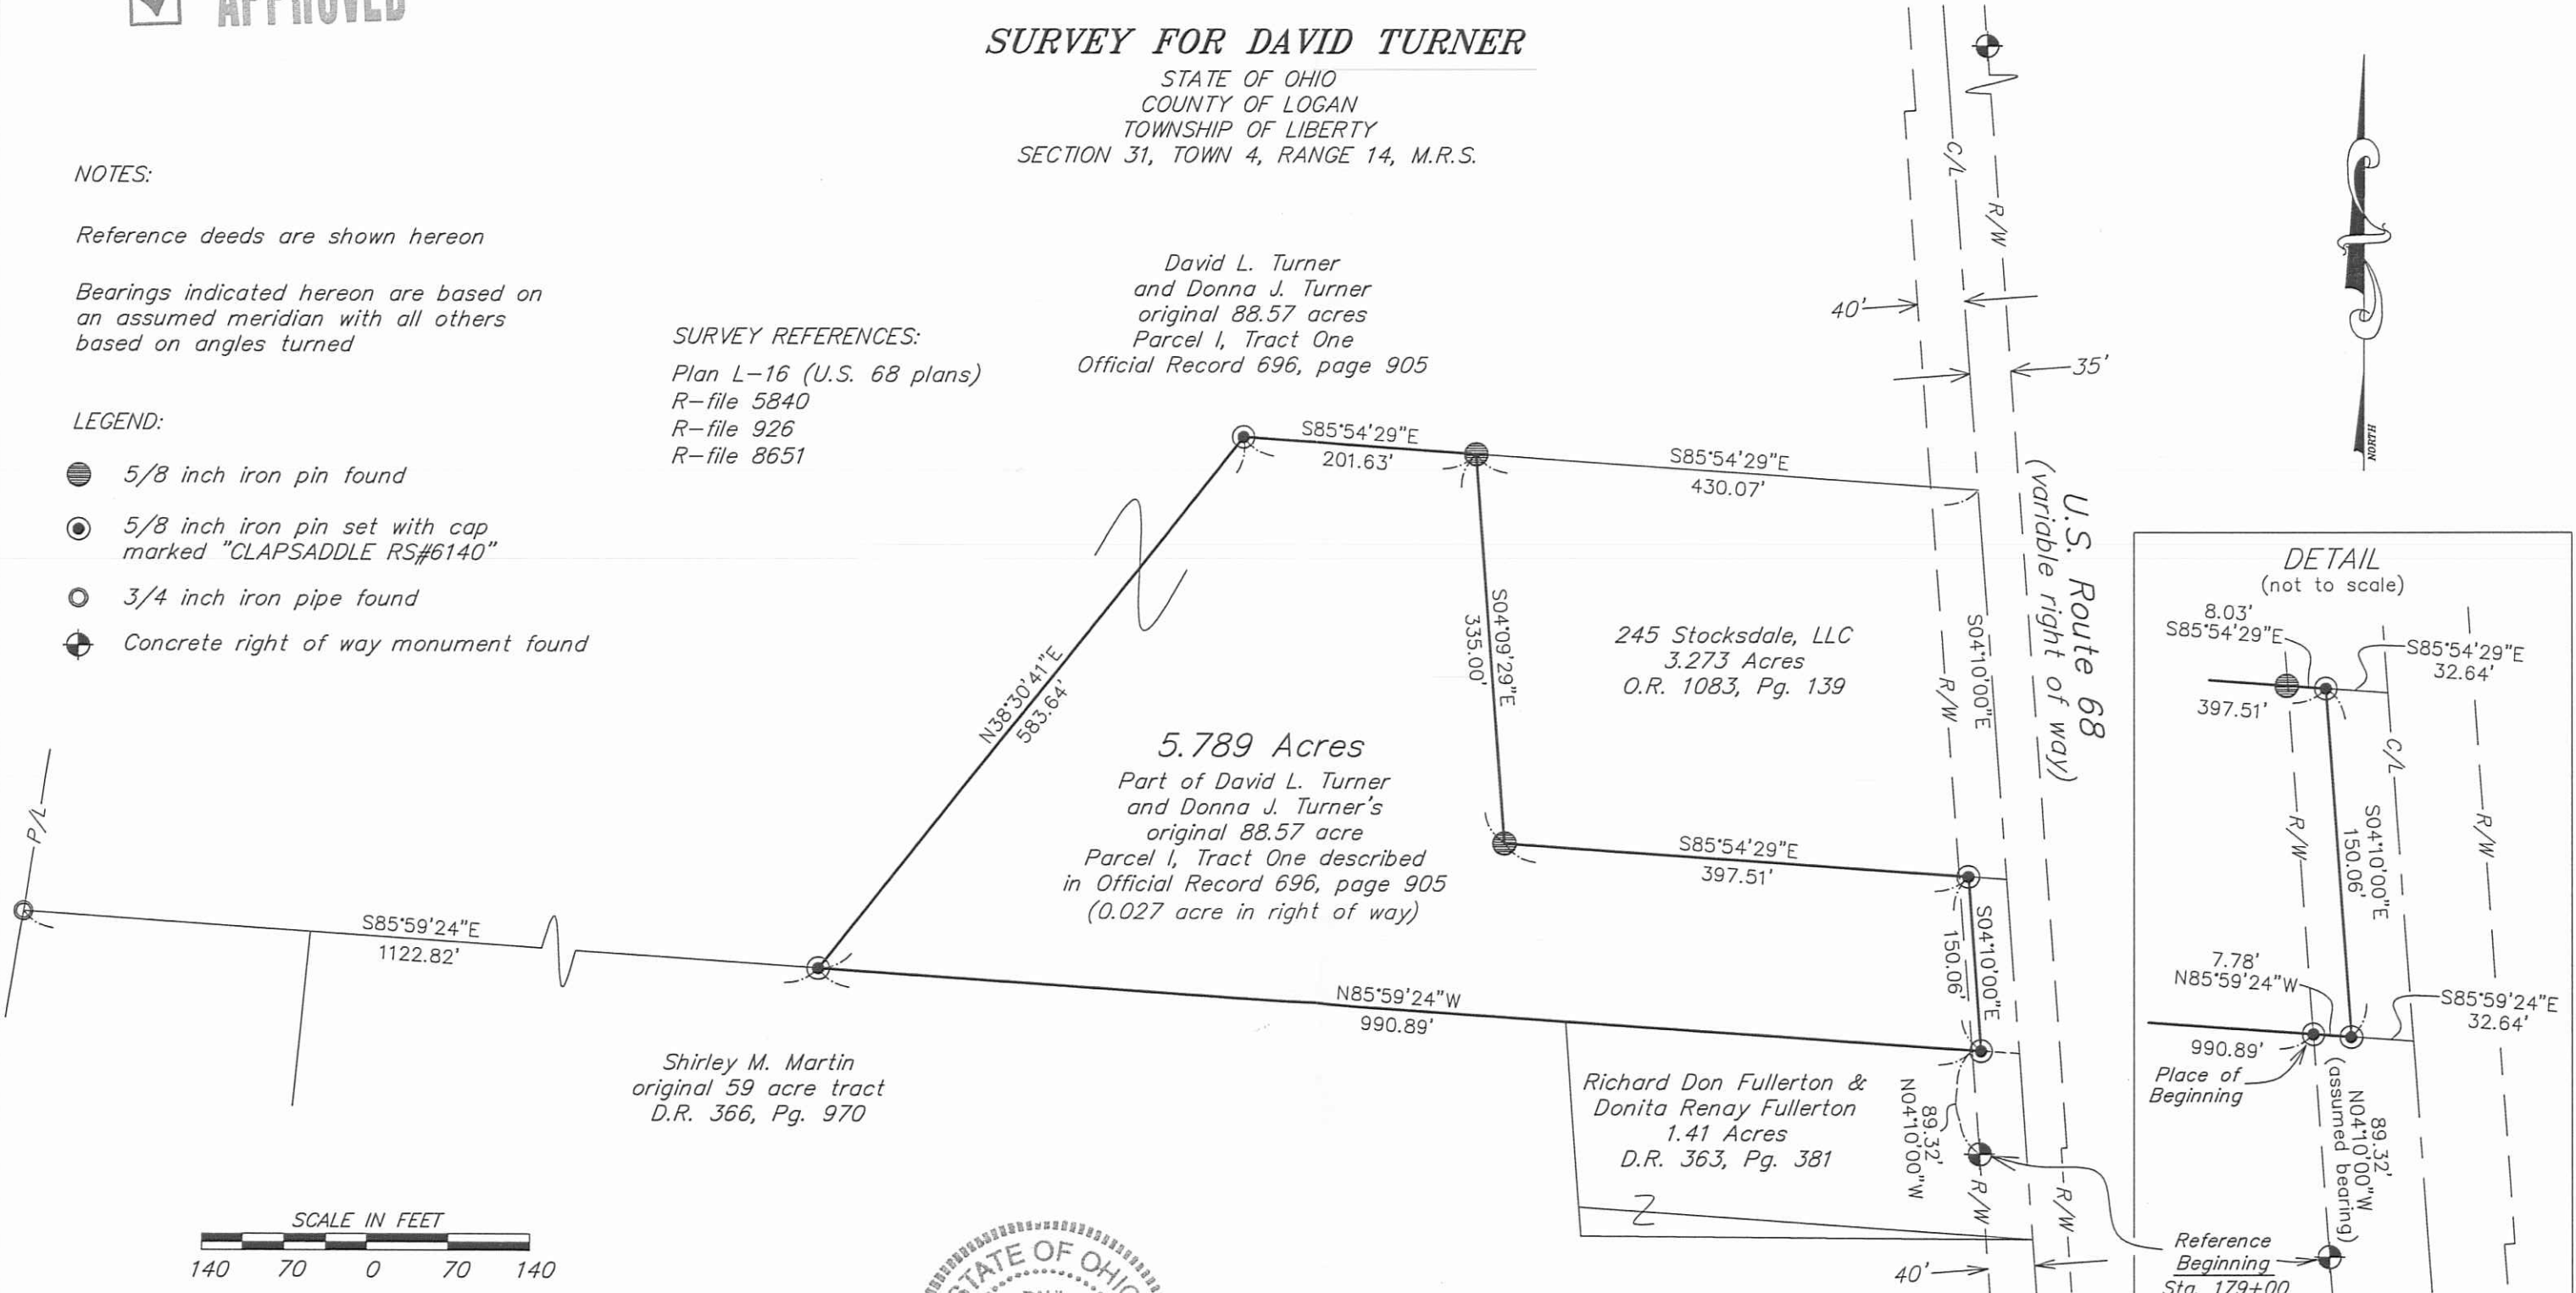 APPROVED
SURVEY FOR DAVID TURNER
STATE OF OHIO
COUNTY OF LOGAN
TOWNSHIP OF LIBERTY
SECTION 31, TOWN 4, RANGE 14, M.R.S.
NOTES:
Reference deeds are shown hereon
Bearings indicated hereon are based on
an assumed meridian with all others
based on angles turned
LEGEND:
5/8 inch iron pin found
5/8 inch iron pin set with cap
marked "CLAPSADDLE RS#6140"
3/4 inch iron pipe found
Concrete right of way monument found
SURVEY REFERENCES:
Plan L-16 (U.S. 68 plans)
R-file 5840
R-file 926
R-file 8651
David L. Turner
and Donna J. Turner
original 88.57 acres
Parcel I, Tract One
Official Record 696, page 905
S85°54'29"E
201.63'
S85°54'29"E
430.07'
N38°30'41"E
583.64'
S04°09'29"E
335.00'
245 Stocksdale, LLC
3.273 Acres
O.R. 1083, Pg. 139
5.789 Acres
Part of David L. Turner
and Donna J. Turner's
original 88.57 acre
Parcel I, Tract One described
in Official Record 696, page 905
(0.027 acre in right of way)
S85°54'29"E
397.51'
S04°10'00"E
S04°10'00"E
150.06'
P/L
S85°59'24"E
1122.82'
N85°59'24"W
990.89'
Shirley M. Martin
original 59 acre tract
D.R. 366, Pg. 970
Richard Don Fullerton &
Donita Renay Fullerton
1.41 Acres
D.R. 363, Pg. 381
89.32'
N04°10'00"W
C/L
R/W
40'
35'
U.S. Route 68
(variable right of way)
R/W
R/W
R/W
40'
NORTH
SCALE IN FEET
140 70 0 70 140
STATE OF OHIO
DETAIL
(not to scale)
8.03'
S85°54'29"E
S85°54'29"E
32.64'
397.51'
C/L
R/W
R/W
S04°10'00"E
150.06'
7.78'
N85°59'24"W
S85°59'24"E
32.64'
990.89'
Place of
Beginning
89.32'
N04°10'00"W
(assumed bearing)
Reference
Beginning
Sta. 179+00